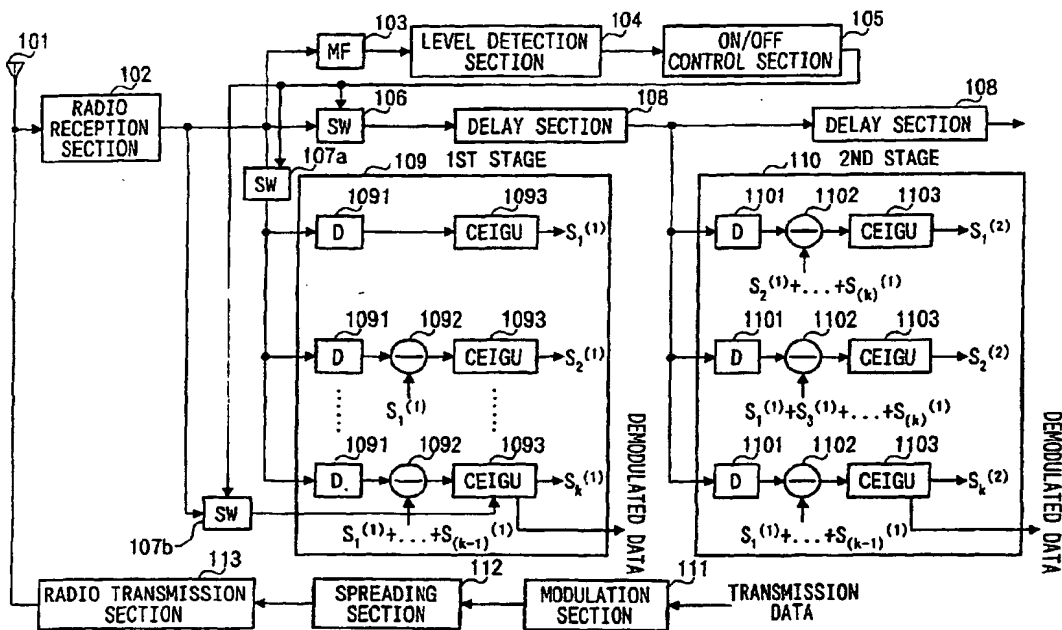 101
103
104
105
MF
LEVEL DETECTION
SECTION
ON/OFF
CONTROL SECTION
102
RADIO
RECEPTION
SECTION
106
SW
108
DELAY SECTION
108
DELAY SECTION
107a
SW
109
1ST STAGE
110
2ND STAGE
1091
1093
D
CEIGU
S₁⁽¹⁾
1101
1102
1103
D
CEIGU
S₁⁽²⁾
S₂⁽¹⁾+...+S₍ₖ₎⁽¹⁾
1091
1092
1093
D
CEIGU
S₂⁽¹⁾
S₁⁽¹⁾
1101
1102
1103
D
CEIGU
S₂⁽²⁾
S₁⁽¹⁾+S₃⁽¹⁾+...+S₍ₖ₎⁽¹⁾
1091
1092
1093
D.
CEIGU
Sₖ⁽¹⁾
S₁⁽¹⁾+...+S₍ₖ₋₁₎⁽¹⁾
1101
1102
1103
D
CEIGU
Sₖ⁽²⁾
S₁⁽¹⁾+...+S₍ₖ₋₁₎⁽¹⁾
SW
107b
DEMODULATED DATA
DEMODULATED DATA
113
RADIO TRANSMISSION
SECTION
112
SPREADING
SECTION
111
MODULATION
SECTION
TRANSMISSION
DATA